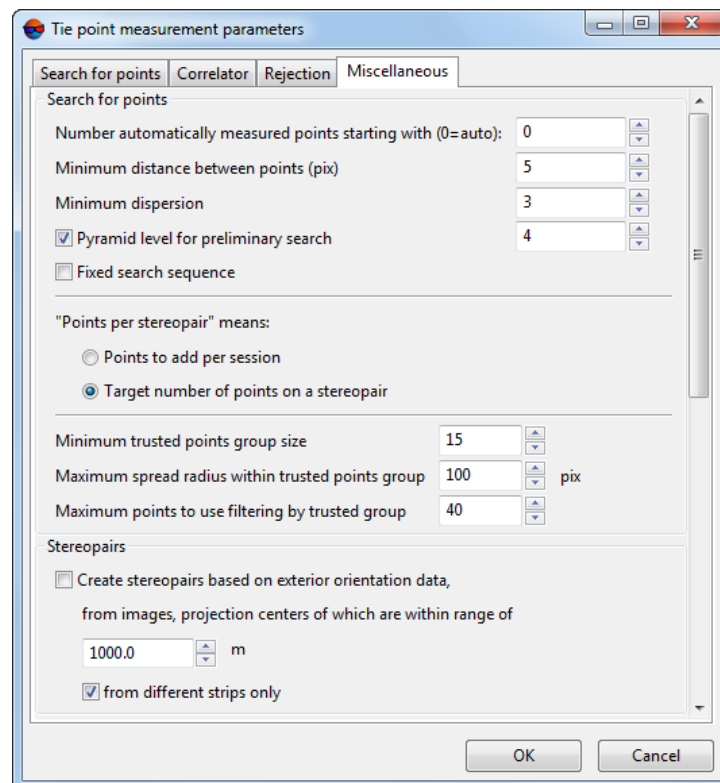 Tie point measurement parameters
Search for points Correlator Rejection Miscellaneous
Search for points
Number automatically measured points starting with (0=auto): 0
Minimum distance between points (pix) 5
Minimum dispersion 3
Pyramid level for preliminary search 4
Fixed search sequence
"Points per stereopair" means:
Points to add per session
Target number of points on a stereopair
Minimum trusted points group size 15
Maximum spread radius within trusted points group 100 pix
Maximum points to use filtering by trusted group 40
Stereopairs
Create stereopairs based on exterior orientation data,
from images, projection centers of which are within range of
1000.0 m
from different strips only
OK Cancel